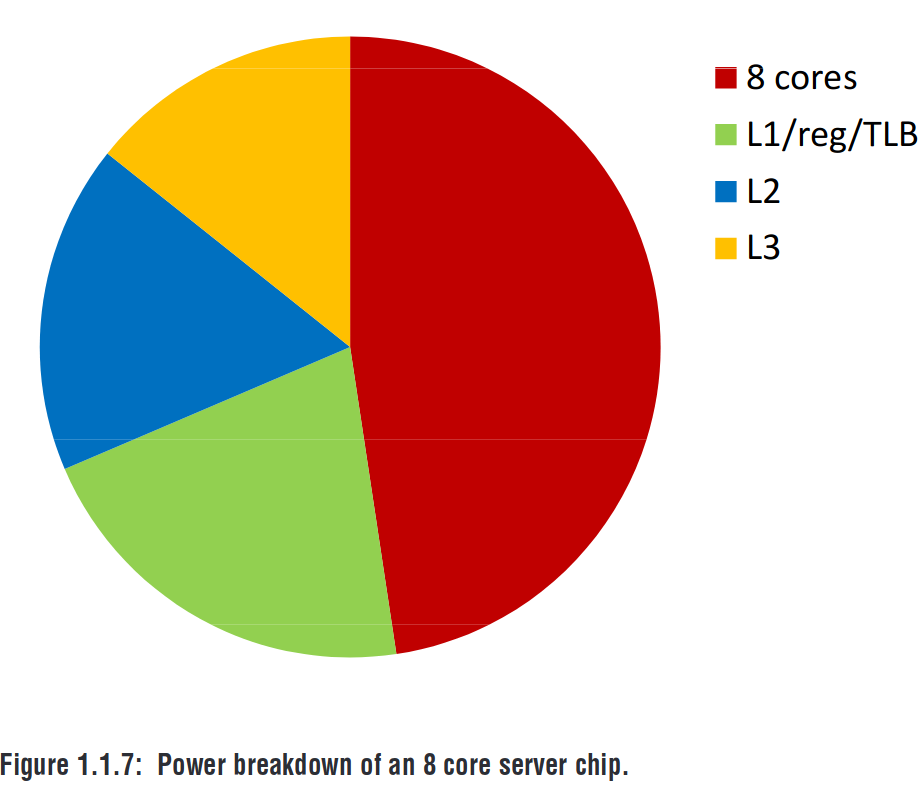 8 cores
L1/reg/TLB
L2
L3
Figure 1.1.7: Power breakdown of an 8 core server chip.